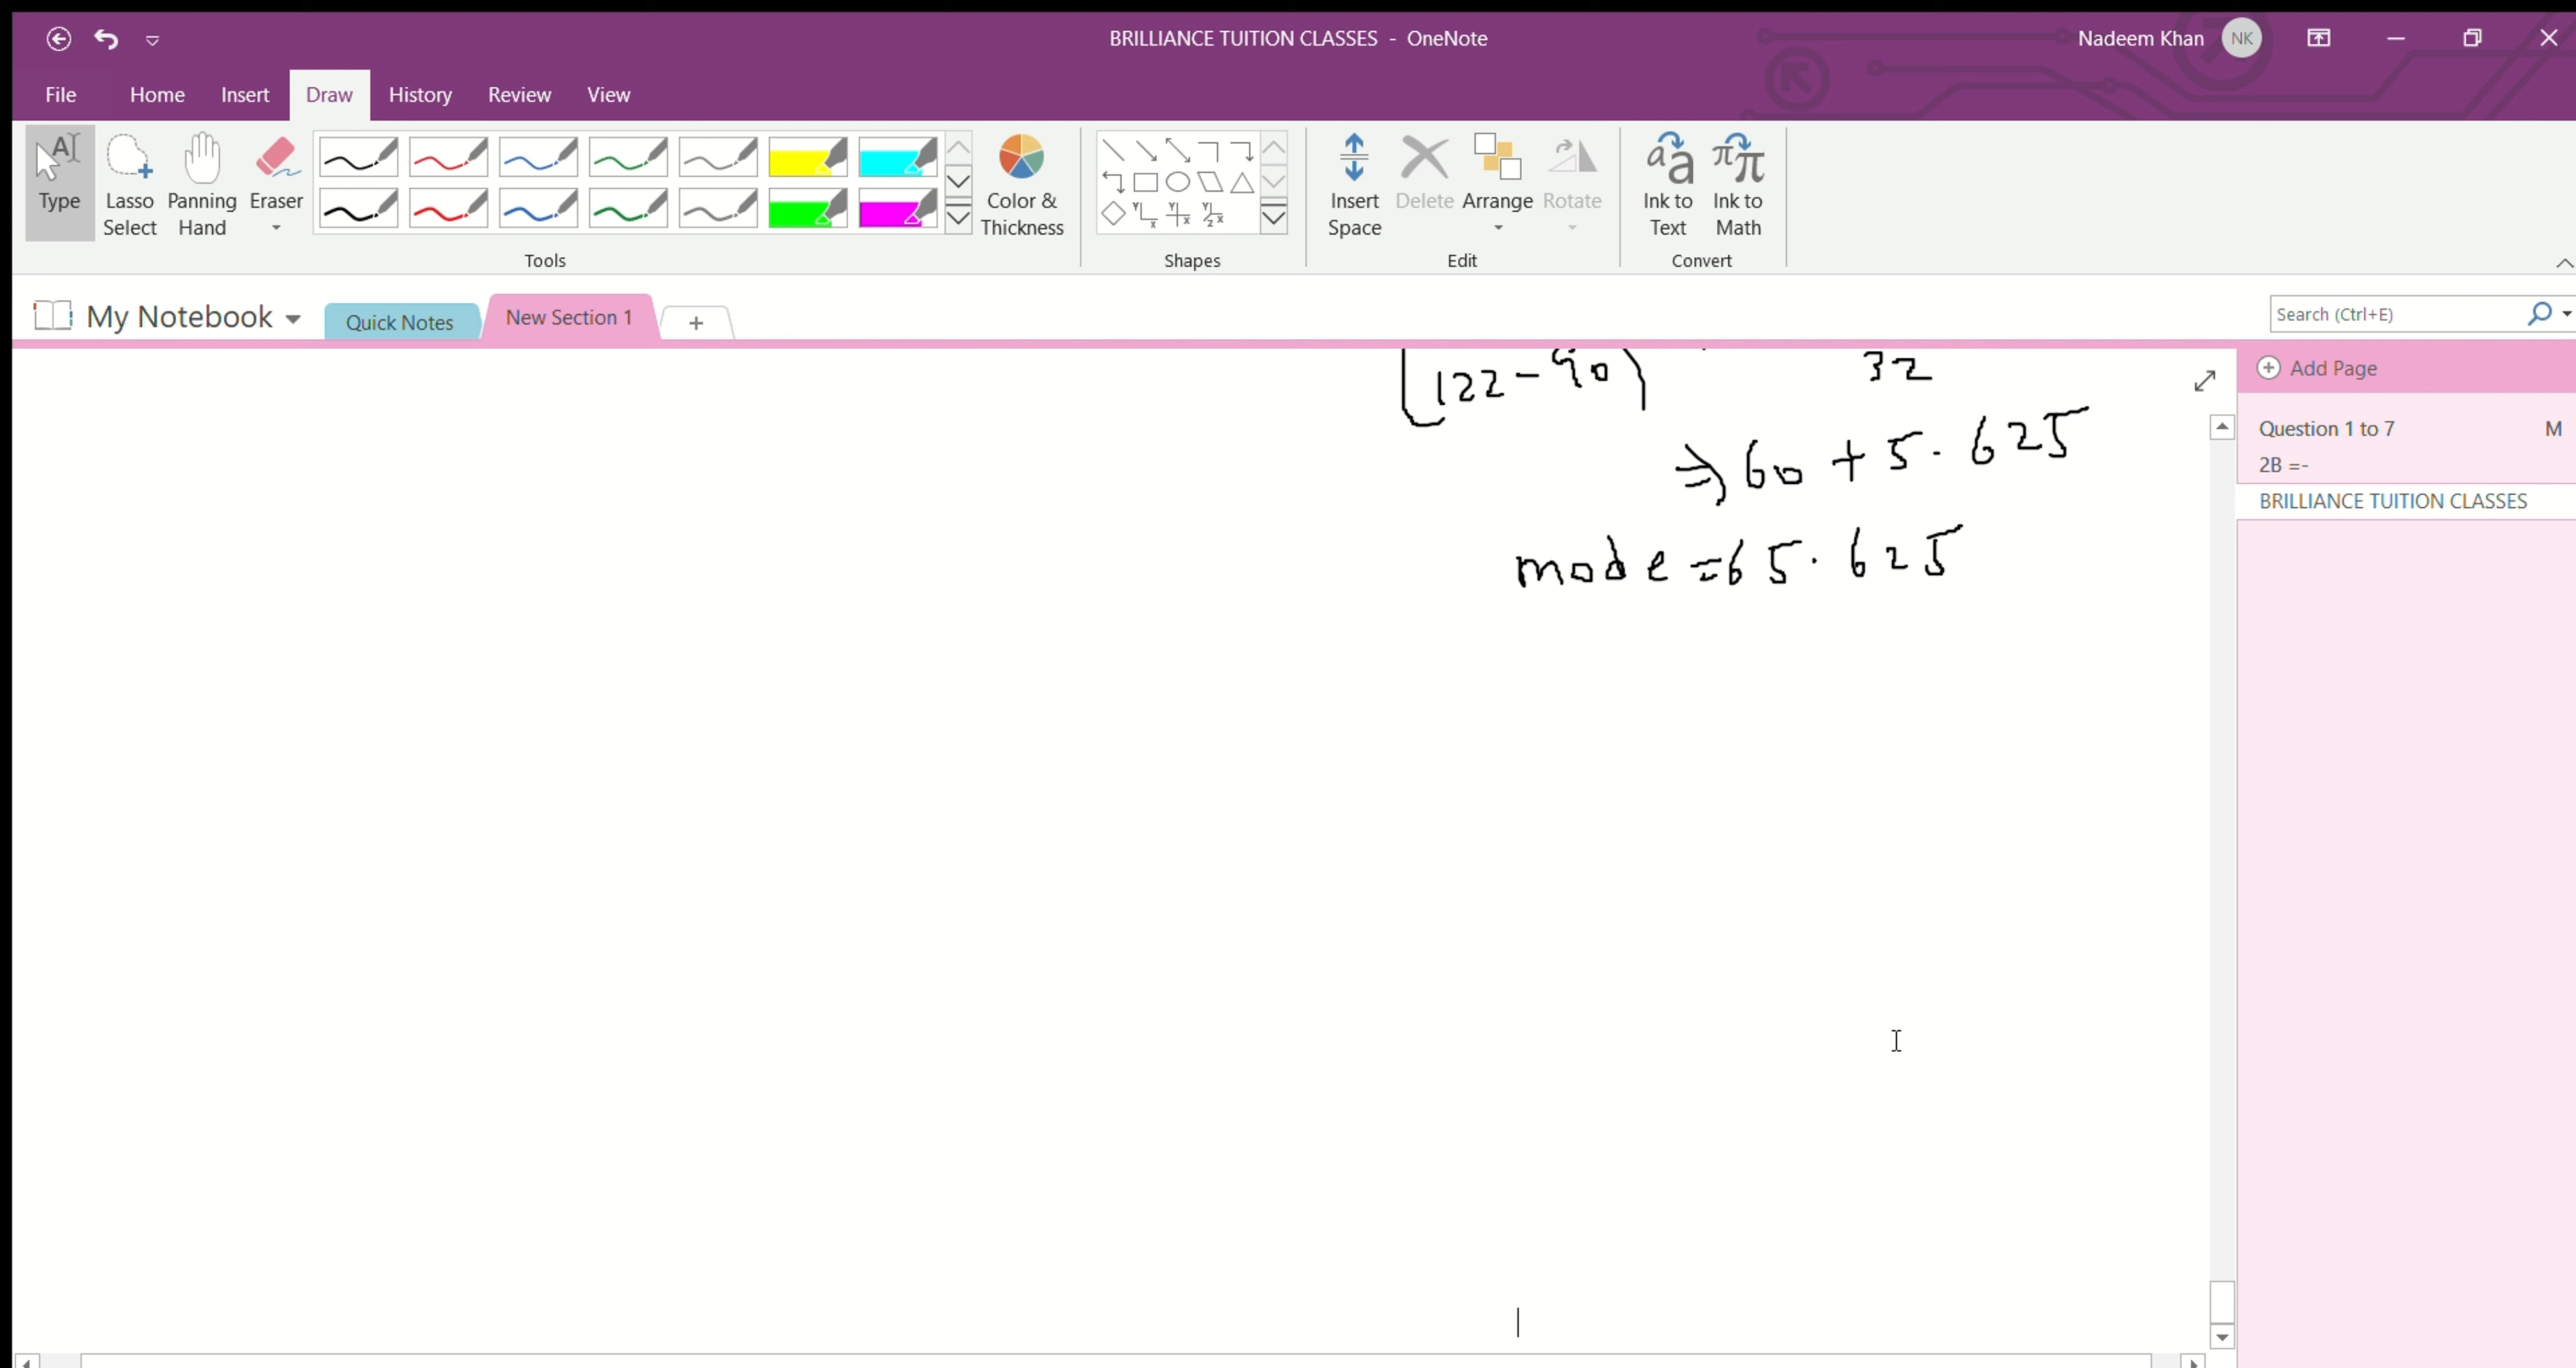 BRILLIANCE TUITION CLASSES - OneNote
Nadeem Khan NK
File Home Insert Draw History Review View
Type
Lasso Select
Panning Hand
Eraser
Color & Thickness
Insert Space
Delete
Arrange
Rotate
Ink to Text
Ink to Math
Tools Shapes Edit Convert
My Notebook Quick Notes New Section 1 +
Search (Ctrl+E)
Add Page
Question 1 to 7 M
2B =-
BRILLIANCE TUITION CLASSES
(122 - 90) 32
⇒ 60 + 5.625
mode = 65.625